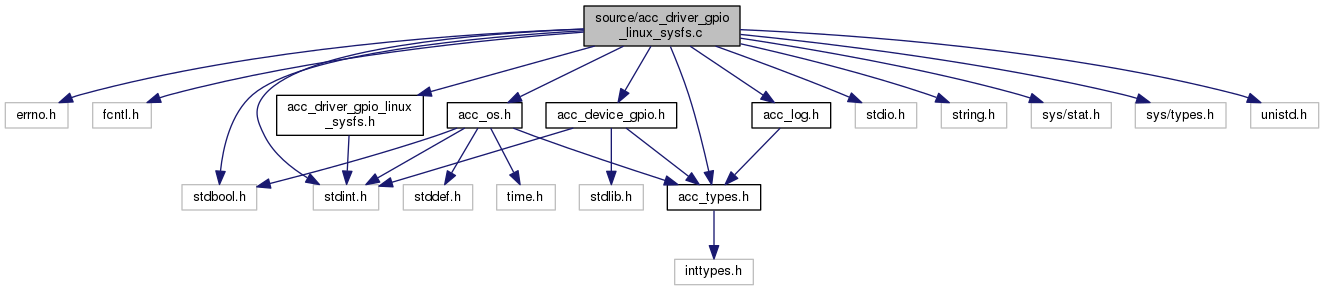 source/acc_driver_gpio
_linux_sysfs.c
errno.h
fcntl.h
acc_driver_gpio_linux
_sysfs.h
acc_os.h
acc_device_gpio.h
acc_log.h
stdio.h
string.h
sys/stat.h
sys/types.h
unistd.h
stdbool.h
stdint.h
stddef.h
time.h
stdlib.h
acc_types.h
inttypes.h